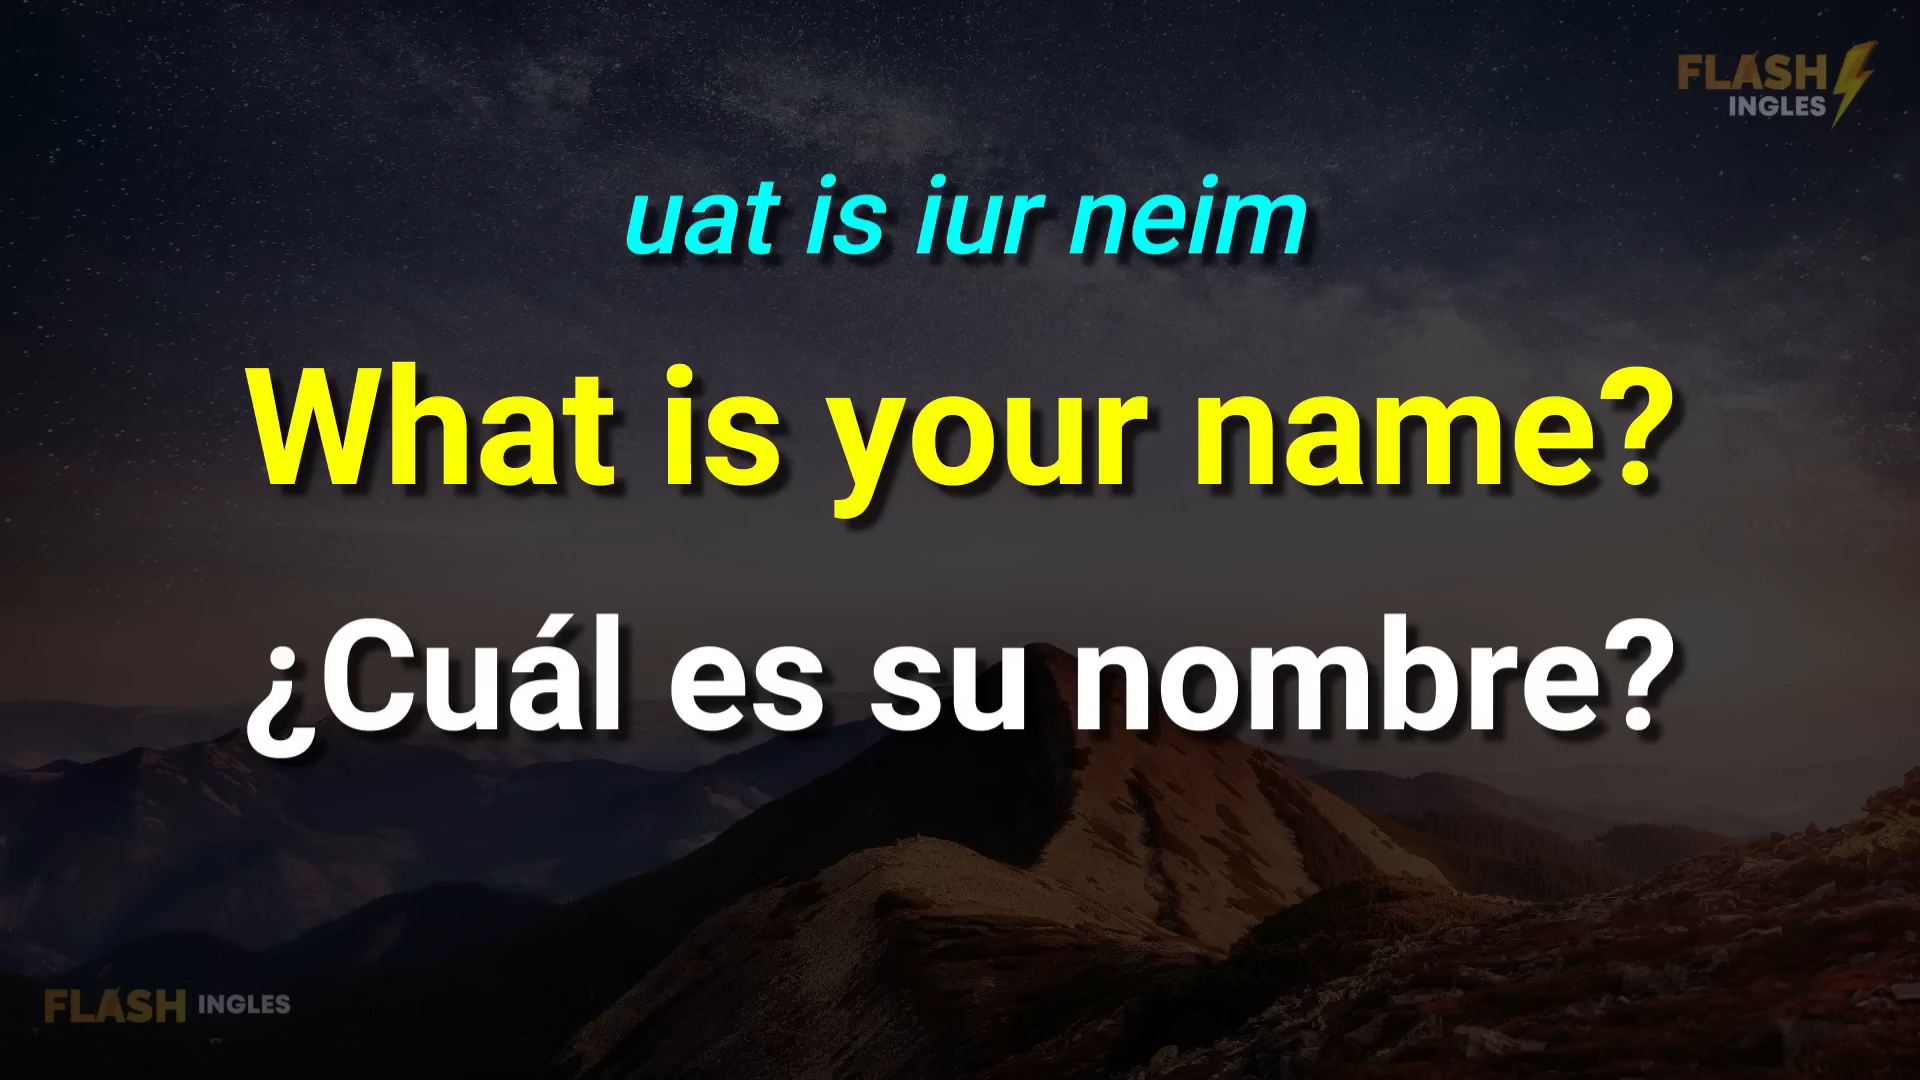 FLASH
INGLES
uat is iur neim
What is your name?
¿Cuál es su nombre?
FLASH INGLES